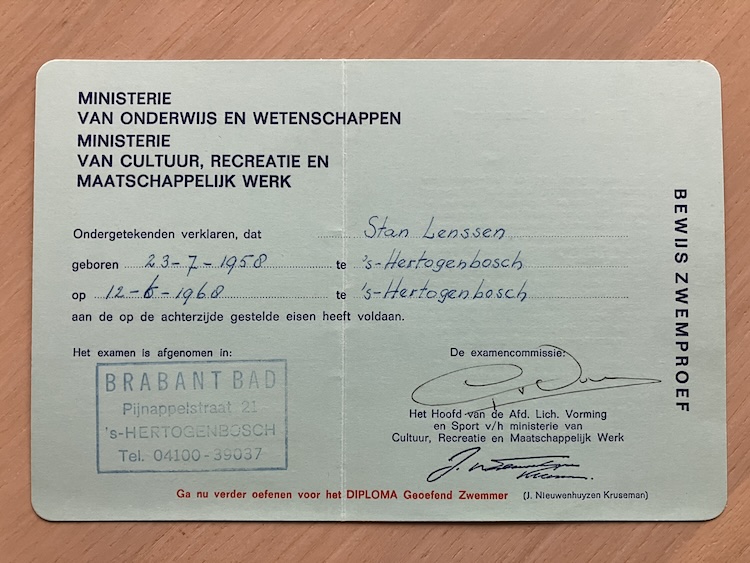 MINISTERIE
VAN ONDERWIJS EN WETENSCHAPPEN
MINISTERIE
VAN CULTUUR, RECREATIE EN
MAATSCHAPPELIJK WERK
BEWIJS ZWEMPROEF
Ondergetekenden verklaren, dat Stan Lenssen
geboren 23-7-1958 te 's-Hertogenbosch
op 12-6-1968 te 's-Hertogenbosch
aan de op de achterzijde gestelde eisen heeft voldaan.
Het examen is afgenomen in:
BRABANT BAD
Pijnappelstraat 21
's-HERTOGENBOSCH
Tel. 04100-39037
De examencommissie:
Het Hoofd van de Afd. Lich. Vorming
en Sport v/h ministerie van
Cultuur, Recreatie en Maatschappelijk Werk
Ga nu verder oefenen voor het DIPLOMA Geoefend Zwemmer (J. Nieuwenhuyzen Kruseman)